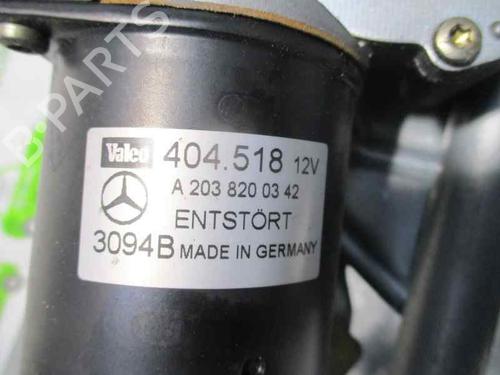 Valeo 404.518 12V
A 203 820 03 42
ENTSTÖRT
3094B MADE IN GERMANY
B-PARTS